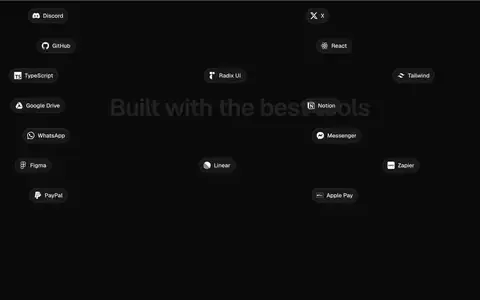 Discord
X
GitHub
React
TypeScript
Radix UI
Tailwind
Google Drive
Built with the best tools
Notion
WhatsApp
Messenger
Figma
Linear
Zapier
PayPal
Apple Pay